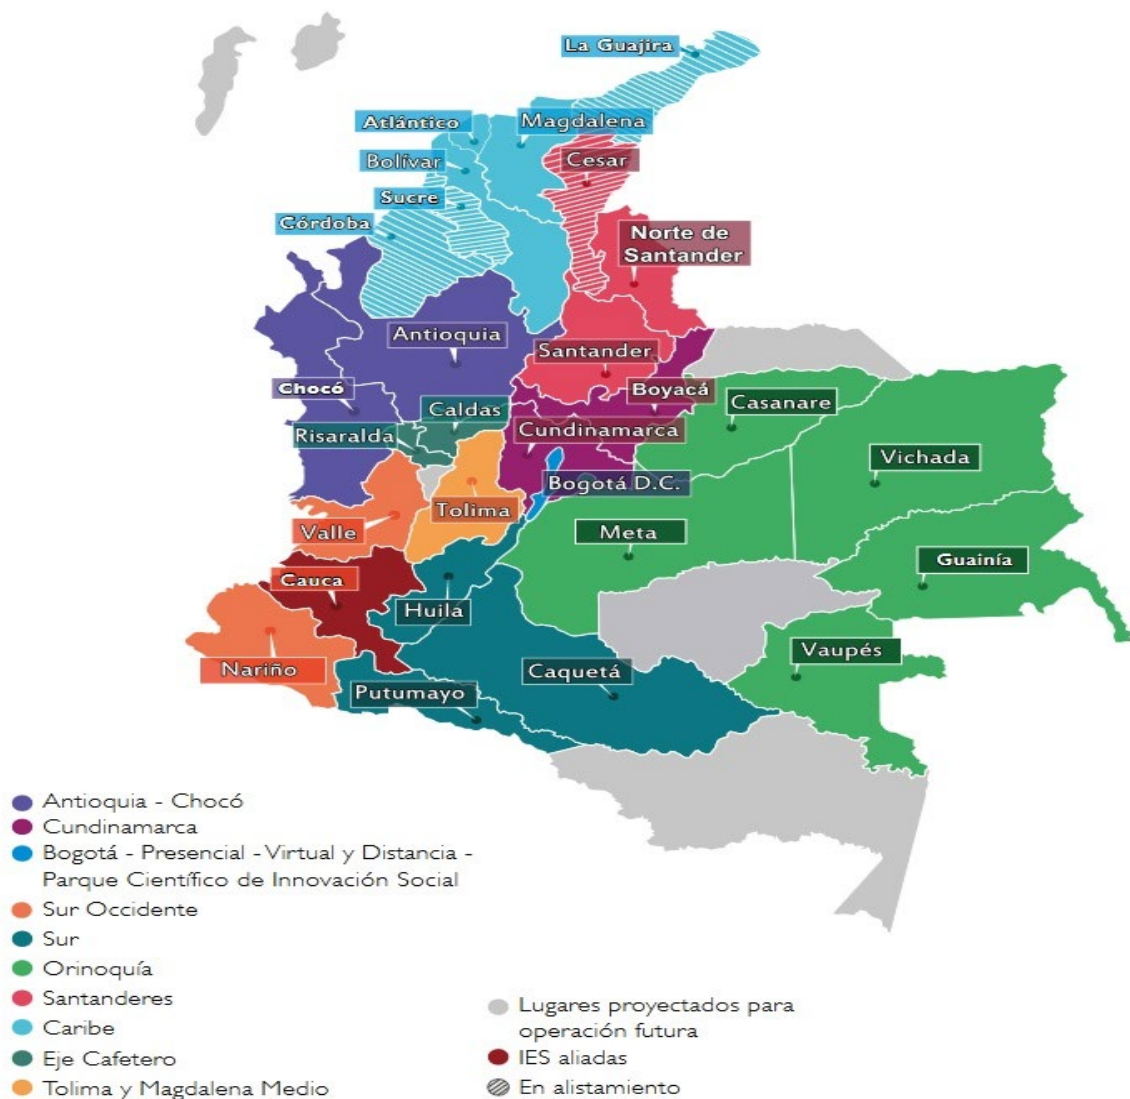 La Guajira
Atlántico
Magdalena
Bolívar
Cesar
Sucre
Córdoba
Norte de
Santander
Antioquia
Santander
Chocó
Caldas
Boyacá
Casanare
Risaralda
Cundinamarca
Vichada
Bogotá D.C.
Tolima
Valle
Meta
Guainía
Cauca
Huila
Vaupés
Nariño
Caquetá
Putumayo
Antioquia - Chocó
Cundinamarca
Bogotá - Presencial - Virtual y Distancia -
Parque Científico de Innovación Social
Sur Occidente
Sur
Orinoquía
Santanderes
Caribe
Eje Cafetero
Tolima y Magdalena Medio
Lugares proyectados para
operación futura
IES aliadas
En alistamiento